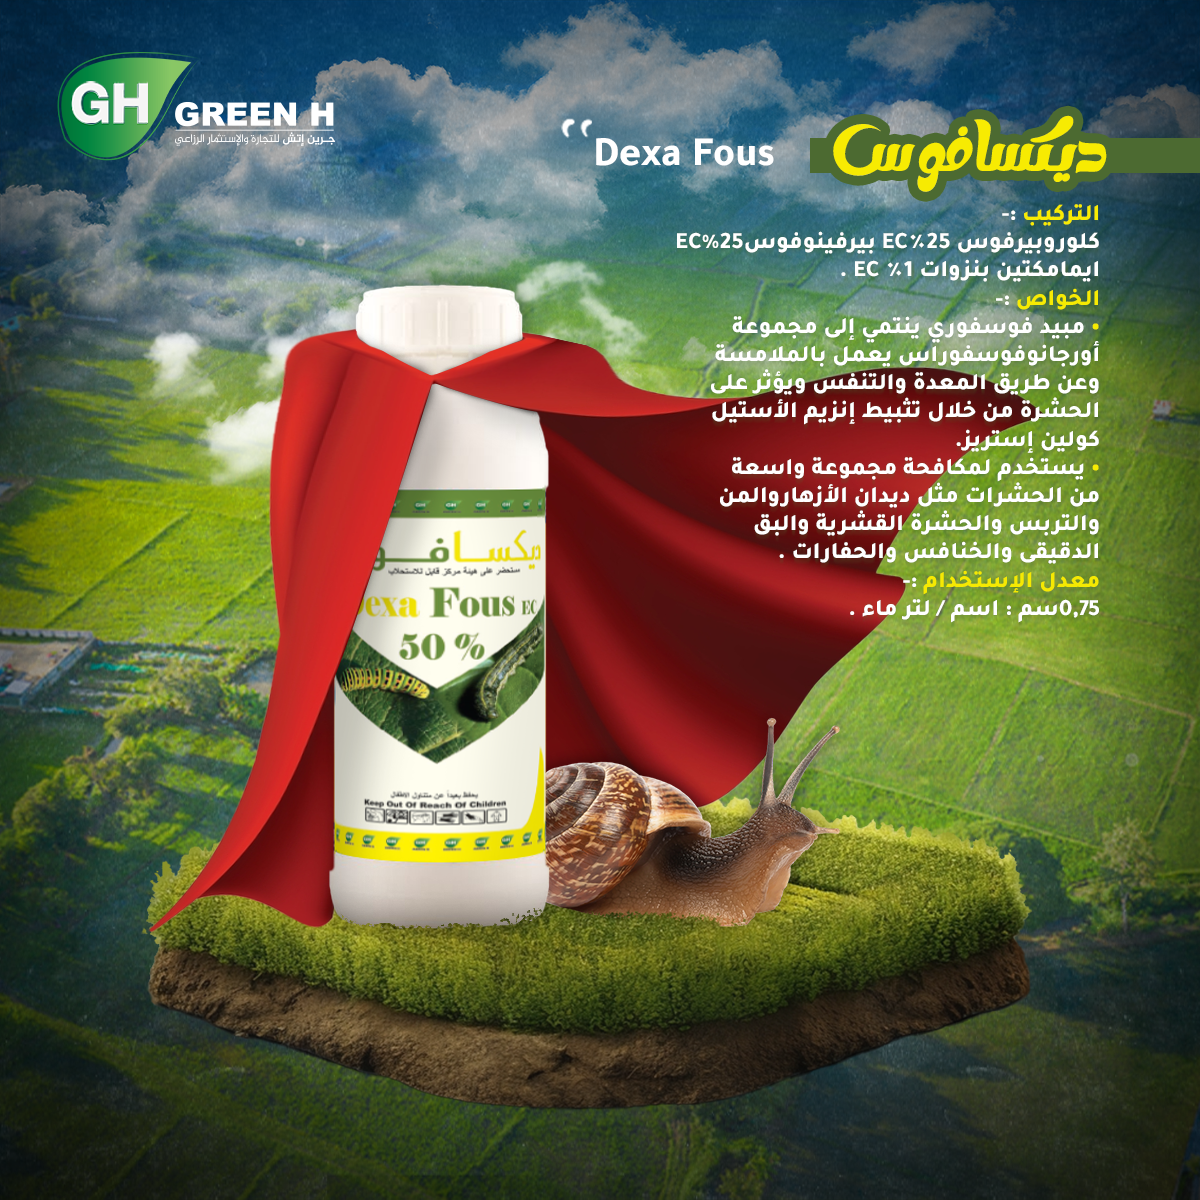 GH GREEN H
جرين إتش للتجارة والإستثمار الزراعي
Dexa Fous
ديكسافوس
التركيب :-
كلوروبيرفوس 25٪EC بيرفينوفوس25%EC
ايمامكتين بنزوات 1٪ EC .
الخواص :-
• مبيد فوسفوري ينتمي إلى مجموعة
أورجانوفوسفوراس يعمل بالملامسة
وعن طريق المعدة والتنفس ويؤثر على
الحشرة من خلال تثبيط إنزيم الأستيل
كولين إستريز.
• يستخدم لمكافحة مجموعة واسعة
من الحشرات مثل ديدان الأزهاروالمن
والتربس والحشرة القشرية والبق
الدقيقى والخنافس والحفارات .
معدل الإستخدام :-
0,75سم : اسم / لتر ماء .
ديكسافو
مستحضر على هيئة مركز قابل للاستحلاب
Dexa Fous EC
50 %
يحفظ بعيداً عن متناول الاطفال
Keep Out Of Reach Of Children